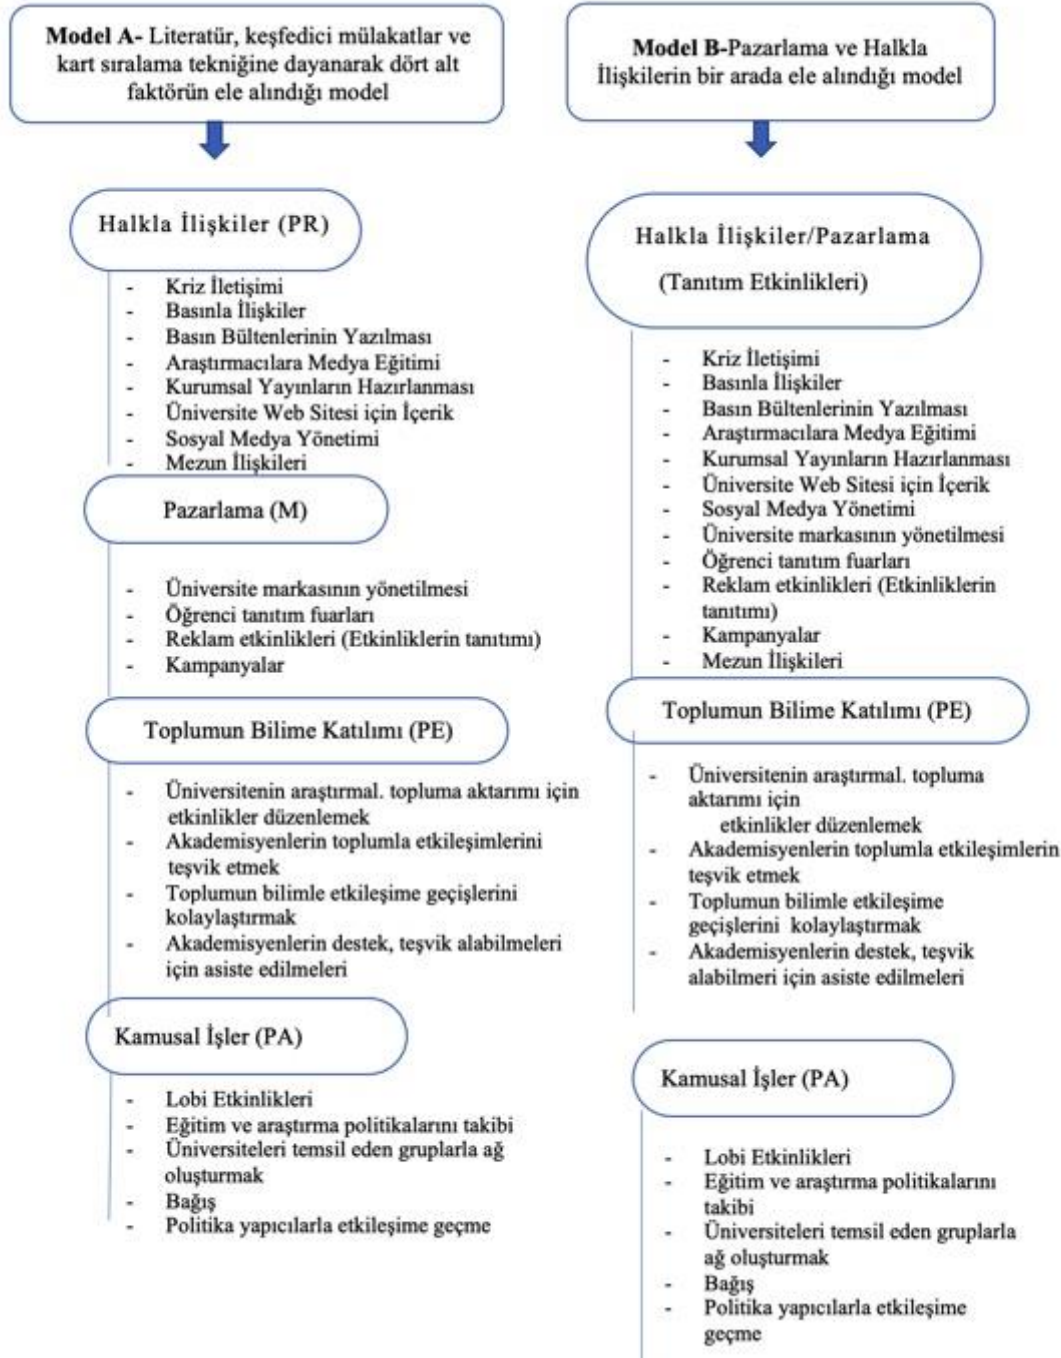 Model A- Literatür, keşfedici mülakatlar ve
kart sıralama tekniğine dayanarak dört alt
faktörün ele alındığı model
Halkla İlişkiler (PR)
- Kriz İletişimi
- Basınla İlişkiler
- Basın Bültenlerinin Yazılması
- Araştırmacılara Medya Eğitimi
- Kurumsal Yayınların Hazırlanması
- Üniversite Web Sitesi için İçerik
- Sosyal Medya Yönetimi
- Mezun İlişkileri
Pazarlama (M)
- Üniversite markasının yönetilmesi
- Öğrenci tanıtım fuarları
- Reklam etkinlikleri (Etkinliklerin tanıtımı)
- Kampanyalar
Toplumun Bilime Katılımı (PE)
- Üniversitenin araştırmal. topluma aktarımı için
etkinlikler düzenlemek
- Akademisyenlerin toplumla etkileşimlerini
teşvik etmek
- Toplumun bilimle etkileşime geçişlerini
kolaylaştırmak
- Akademisyenlerin destek, teşvik alabilmeleri
için asiste edilmeleri
Kamusal İşler (PA)
- Lobi Etkinlikleri
- Eğitim ve araştırma politikalarını takibi
- Üniversiteleri temsil eden gruplarla ağ
oluşturmak
- Bağış
- Politika yapıcılarla etkileşime geçme
Model B-Pazarlama ve Halkla
İlişkilerin bir arada ele alındığı model
Halkla İlişkiler/Pazarlama
(Tanıtım Etkinlikleri)
- Kriz İletişimi
- Basınla İlişkiler
- Basın Bültenlerinin Yazılması
- Araştırmacılara Medya Eğitimi
- Kurumsal Yayınların Hazırlanması
- Üniversite Web Sitesi için İçerik
- Sosyal Medya Yönetimi
- Üniversite markasının yönetilmesi
- Öğrenci tanıtım fuarları
- Reklam etkinlikleri (Etkinliklerin
tanıtımı)
- Kampanyalar
- Mezun İlişkileri
Toplumun Bilime Katılımı (PE)
- Üniversitenin araştırmal. topluma
aktarımı için
etkinlikler düzenlemek
- Akademisyenlerin toplumla etkileşimlerin
teşvik etmek
- Toplumun bilimle etkileşime
geçişlerini kolaylaştırmak
- Akademisyenlerin destek, teşvik
alabilmeri için asiste edilmeleri
Kamusal İşler (PA)
- Lobi Etkinlikleri
- Eğitim ve araştırma politikalarını
takibi
- Üniversiteleri temsil eden gruplarla
ağ oluşturmak
- Bağış
- Politika yapıcılarla etkileşime
geçme